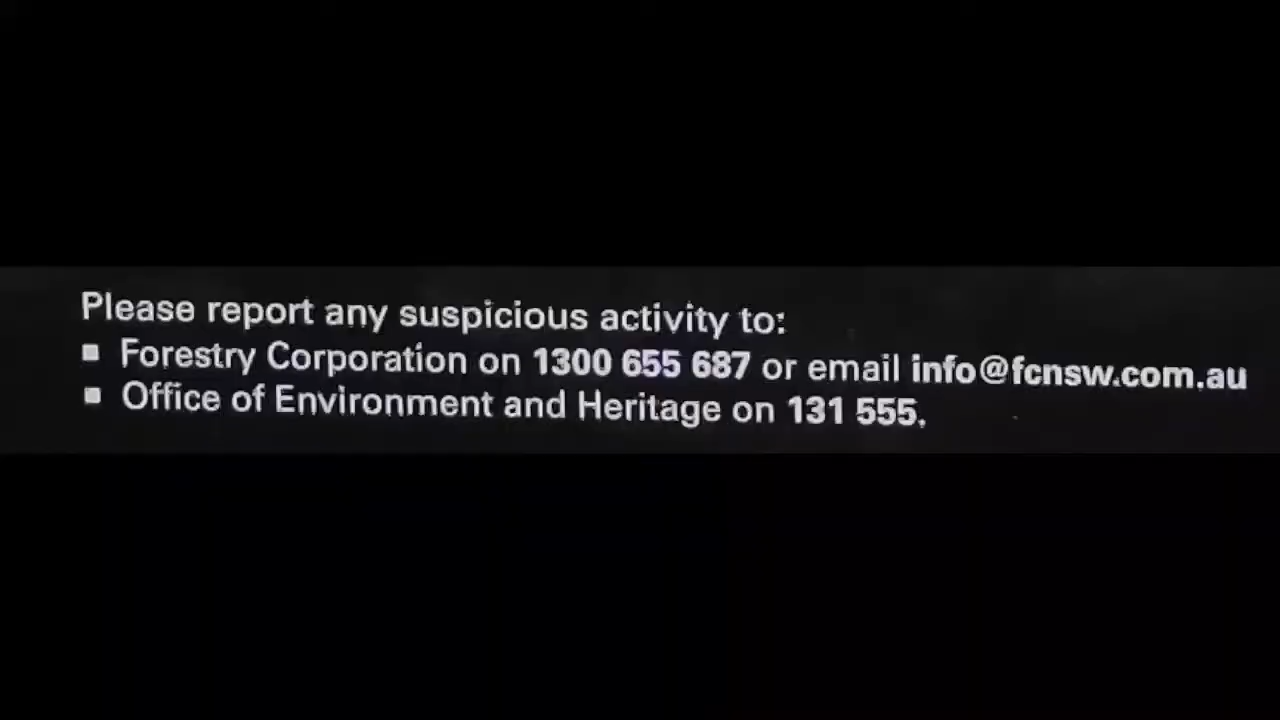 Please report any suspicious activity to:
▪ Forestry Corporation on 1300 655 687 or email info@fcnsw.com.au
▪ Office of Environment and Heritage on 131 555.